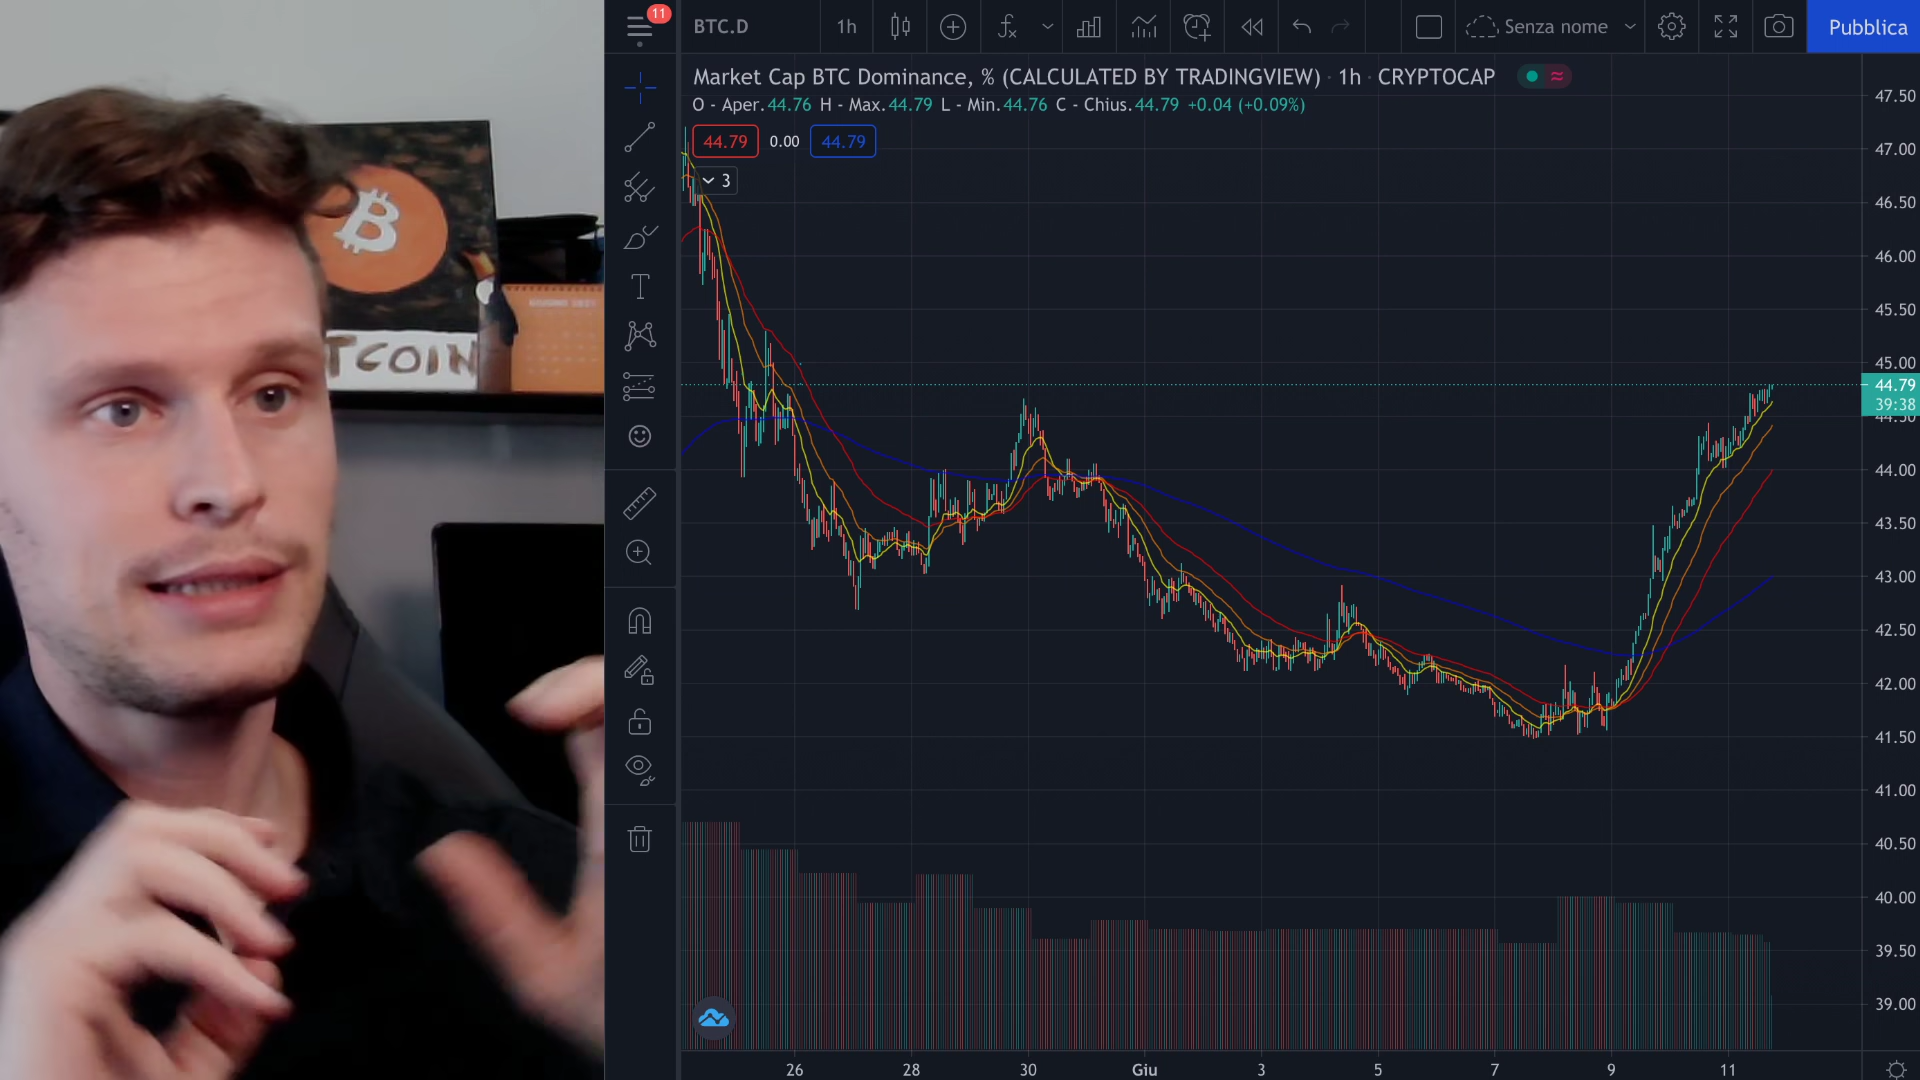 11
BTC.D
1h
Senza nome
Pubblica
Market Cap BTC Dominance, % (CALCULATED BY TRADINGVIEW) · 1h · CRYPTOCAP
O - Aper.44.76 H - Max.44.79 L - Min.44.76 C - Chius.44.79 +0.04 (+0.09%)
44.79 0.00 44.79
3
TCOIN
47.50
47.00
46.50
46.00
45.50
45.00
44.79
39:38
44.00
43.50
43.00
42.50
42.00
41.50
41.00
40.50
40.00
39.50
39.00
26 28 30 Giu 3 5 7 9 11